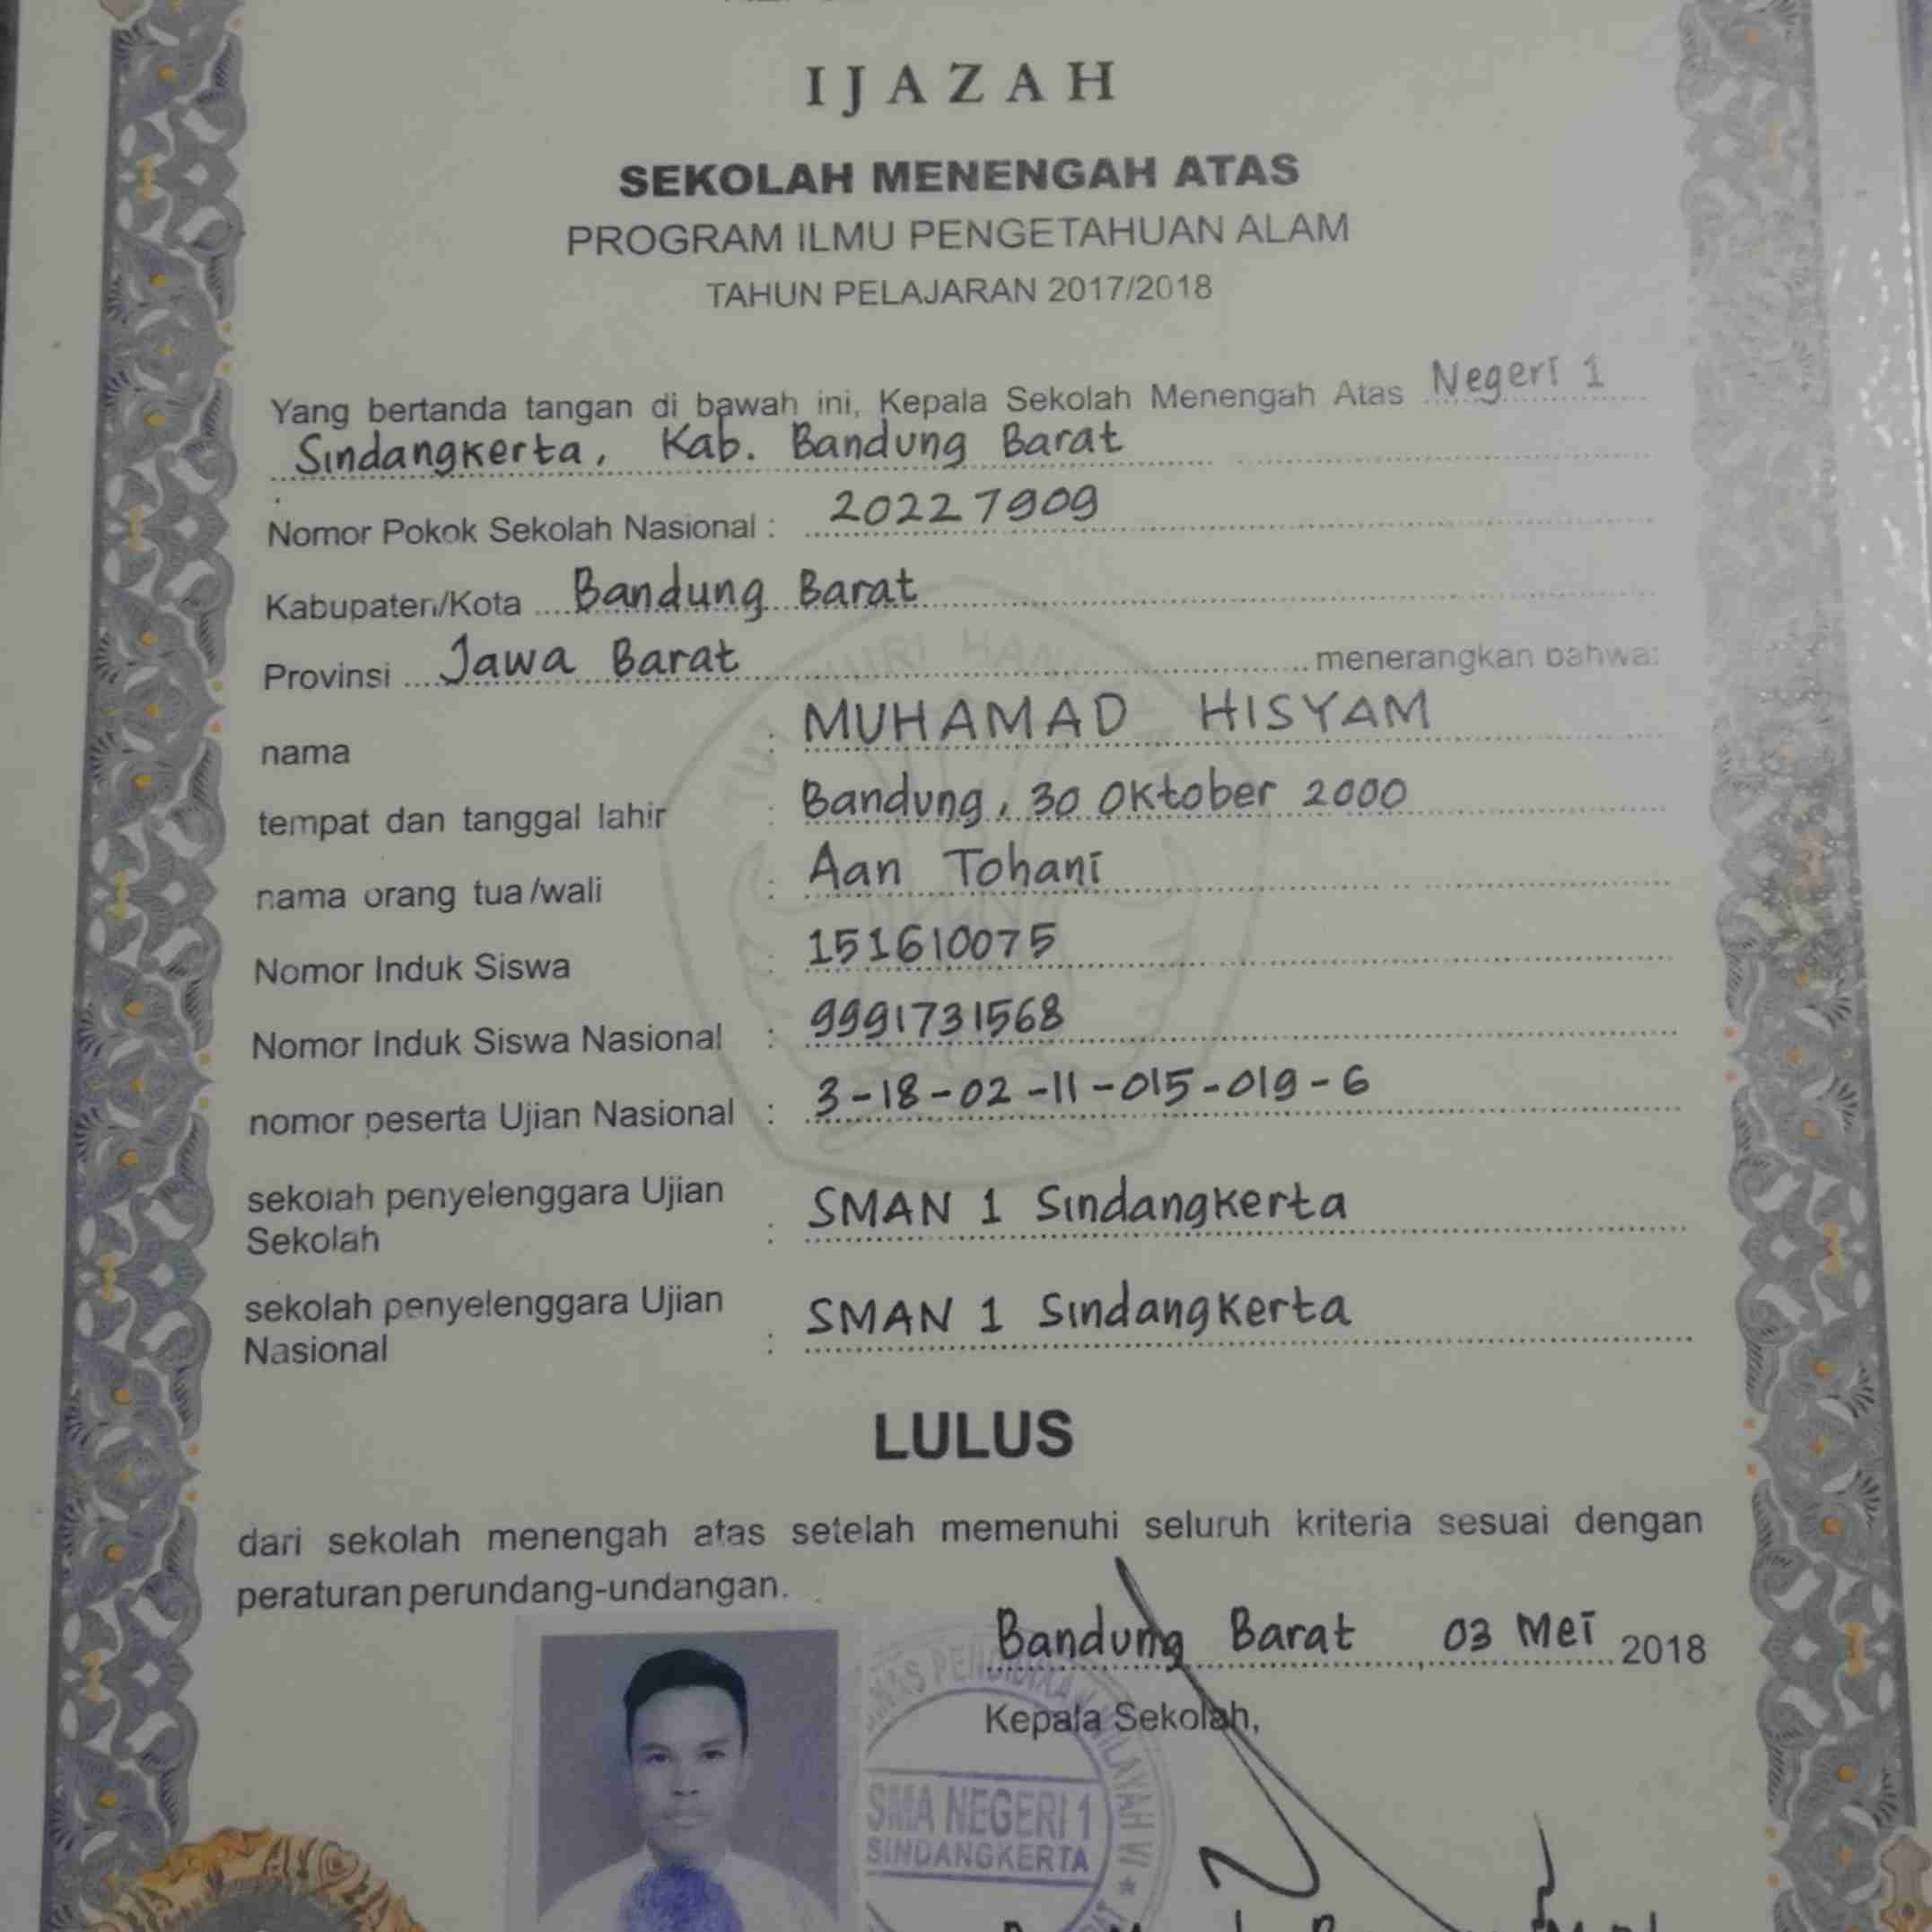 IJAZAH
SEKOLAH MENENGAH ATAS
PROGRAM ILMU PENGETAHUAN ALAM
TAHUN PELAJARAN 2017/2018
Yang bertanda tangan di bawah ini, Kepala Sekolah Menengah Atas Negeri 1
Sindangkerta, Kab. Bandung Barat
Nomor Pokok Sekolah Nasional : 20227909
Kabupaten/Kota Bandung Barat
Provinsi Jawa Barat menerangkan bahwa:
nama : MUHAMAD HISYAM
tempat dan tanggal lahir : Bandung, 30 Oktober 2000
nama orang tua/wali : Aan Tohani
Nomor Induk Siswa : 151610075
Nomor Induk Siswa Nasional : 9991731568
nomor peserta Ujian Nasional : 3-18-02-11-015-019-6
sekolah penyelenggara Ujian
Sekolah : SMAN 1 Sindangkerta
sekolah penyelenggara Ujian
Nasional : SMAN 1 Sindangkerta
LULUS
dari sekolah menengah atas setelah memenuhi seluruh kriteria sesuai dengan
peraturan perundang-undangan.
Bandung Barat, 03 Mei 2018
Kepala Sekolah,
SMA NEGERI 1
SINDANGKERTA